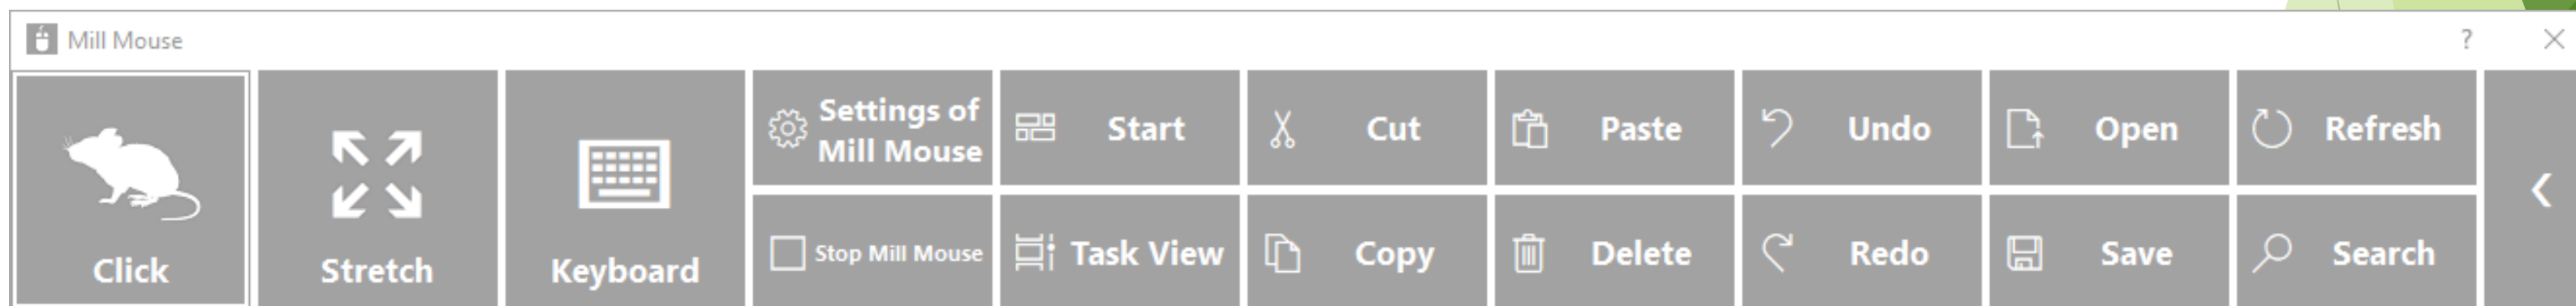 Mill Mouse ?
Click
Stretch
Keyboard
Settings of
Mill Mouse
Stop Mill Mouse
Start
Task View
Cut
Copy
Paste
Delete
Undo
Redo
Open
Save
Refresh
Search